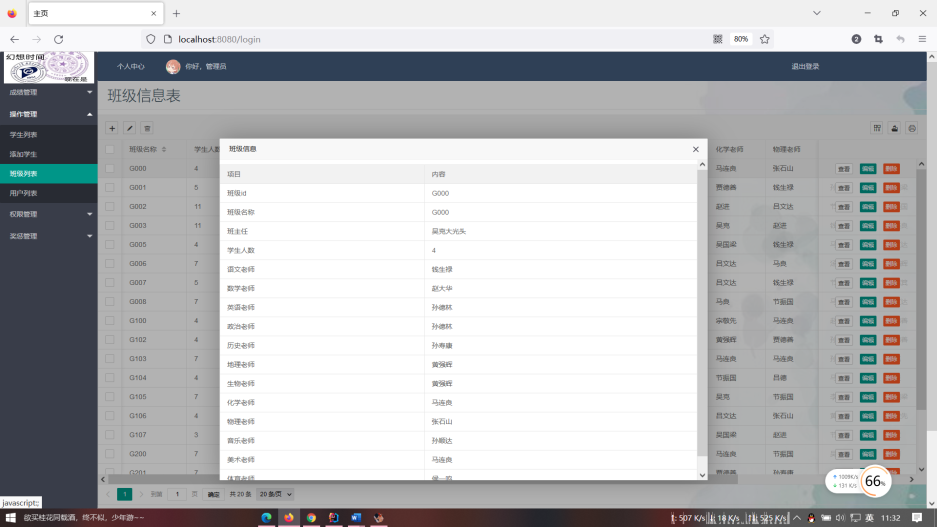 主页
localhost:8080/login
80%
2
幻想时间
个人中心
你好，管理员
退出登录
成绩管理
操作管理
学生列表
添加学生
班级列表
用户列表
权限管理
奖惩管理
班级信息表
班级名称
学生人数
化学老师
物理老师
G000 4 马连良 张石山 查看 编辑 删除
G001 5 贾德善 钱生禄 查看 编辑 删除
G002 11 赵进 吕文达 查看 编辑 删除
G003 11 吴亮 赵进 查看 编辑 删除
G005 4 吴国梁 钱生禄 查看 编辑 删除
G006 7 吕文达 马良 查看 编辑 删除
G007 5 吕文达 钱生禄 查看 编辑 删除
G008 7 马良 节振国 查看 编辑 删除
G100 4 宗敬先 马连良 查看 编辑 删除
G102 4 黄强辉 贾德善 查看 编辑 删除
G103 7 马连良 马连良 查看 编辑 删除
G104 4 节振国 吕德 查看 编辑 删除
G105 7 吴亮 节振国 查看 编辑 删除
G106 4 吕文达 张石山 查看 编辑 删除
G107 5 吴国梁 赵进 查看 编辑 删除
G200 7 马连良 节振国 查看 编辑 删除
G201 7
班级信息
项目 内容
班级id G000
班级名称 G000
班主任 吴亮大光头
学生人数 4
语文老师 钱生禄
数学老师 赵大华
英语老师 孙德林
政治老师 孙德林
历史老师 孙寿康
地理老师 黄强辉
生物老师 黄强辉
化学老师 马连良
物理老师 张石山
音乐老师 孙顺达
美术老师 马连良
体育老师 侯一鸣
1 到第 1 页 确定 共 20 条 20 条/页
↑ 1009K/s
↓ 131 K/s
66%
javascript:;
欲买桂花同载酒，终不似，少年游~~
↑: 507 K/s
英
11:32